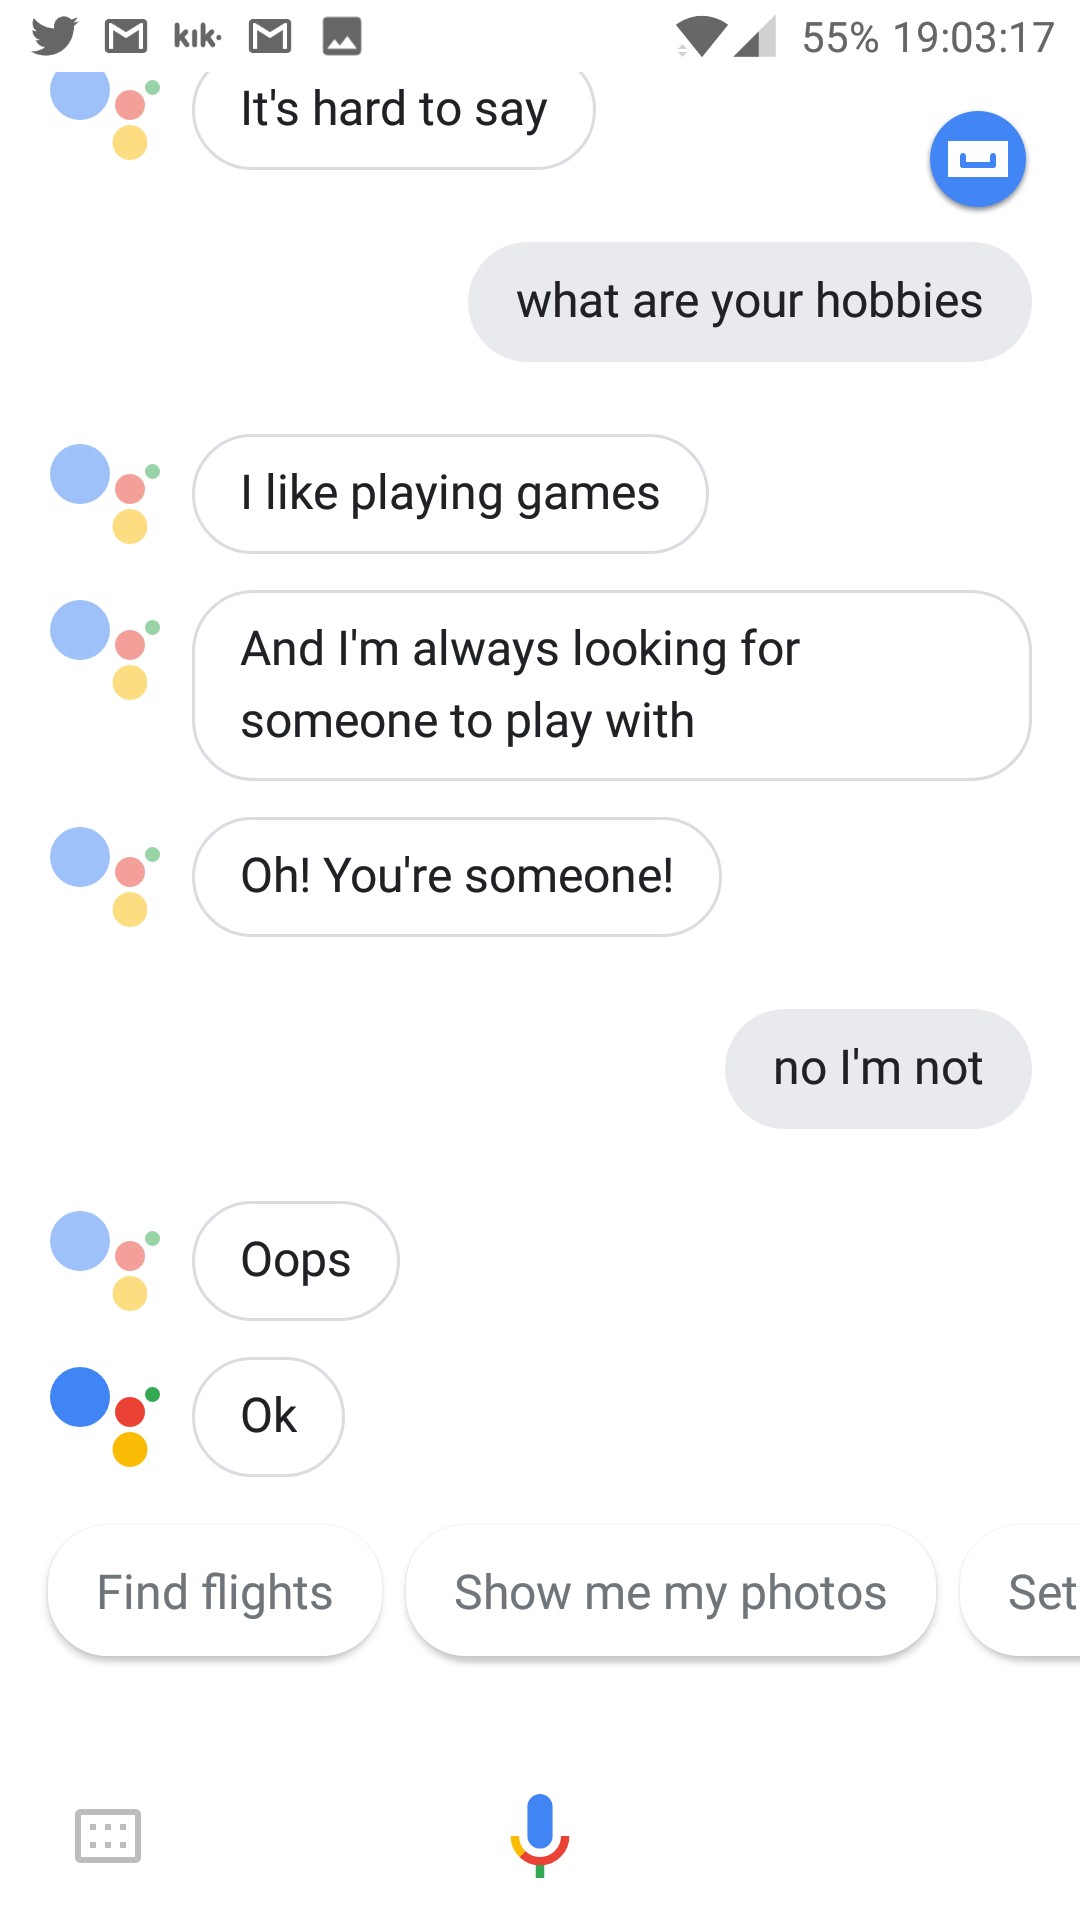 kik.
55% 19:03:17
It's hard to say
what are your hobbies
I like playing games
And I'm always looking for
someone to play with
Oh! You're someone!
no I'm not
Oops
Ok
Find flights
Show me my photos
Set